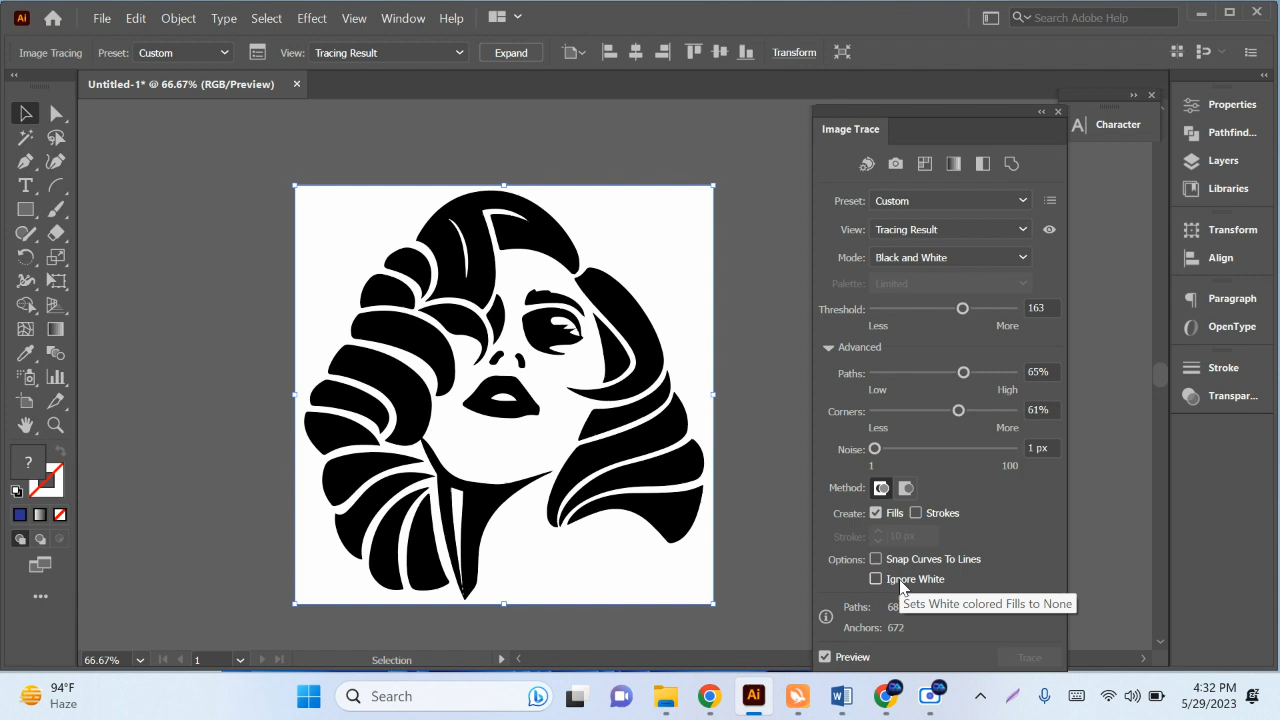 Ai File Edit Object Type Select Effect View Window Help Search Adobe Help
Image Tracing Preset: Custom View: Tracing Result Expand Transform
Untitled-1* @ 66.67% (RGB/Preview)
Image Trace
Preset: Custom
View: Tracing Result
Mode: Black and White
Palette: Limited
Threshold: 163
Less More
Advanced
Paths: 65%
Low High
Corners: 61%
Less More
Noise: 1 px
1 100
Method:
Create: Fills Strokes
Stroke: 10 px
Options: Snap Curves To Lines
Ignore White
Sets White colored Fills to None
Paths: 68
Anchors: 672
Preview Trace
A Character
Properties
Pathfind...
Layers
Libraries
Transform
Align
Paragraph
OpenType
Stroke
Transpar...
?
66.67% 1 Selection
94°F
Haze
Search
Ai
4:32 PM
5/29/2023